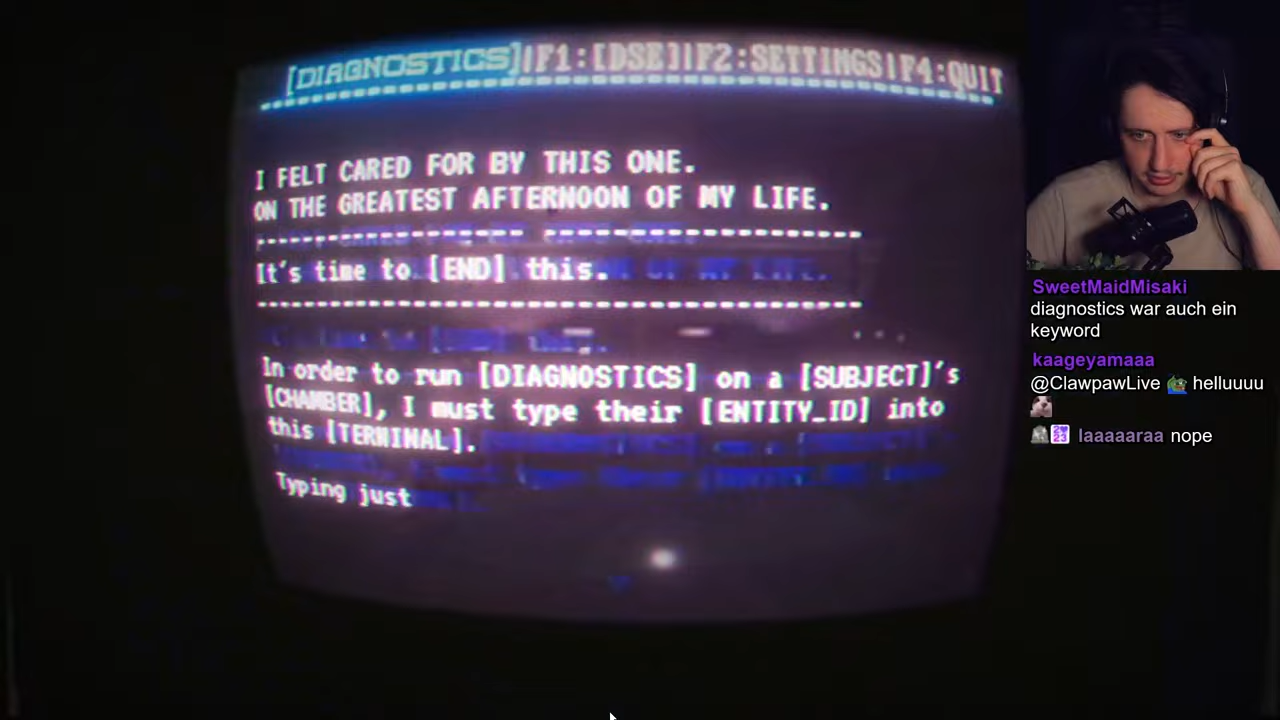 [DIAGNOSTICS]|F1:[DSE]|F2:SETTINGS|F4:QUIT
I FELT CARED FOR BY THIS ONE.
ON THE GREATEST AFTERNOON OF MY LIFE.
It's time to [END] this.
In order to run [DIAGNOSTICS] on a [SUBJECT]'s
[CHAMBER], I must type their [ENTITY_ID] into
this [TERMINAL].
Typing just
SweetMaidMisaki
diagnostics war auch ein
keyword
kaageyamaaa
@ClawpawLive helluuuu
laaaaaraa nope